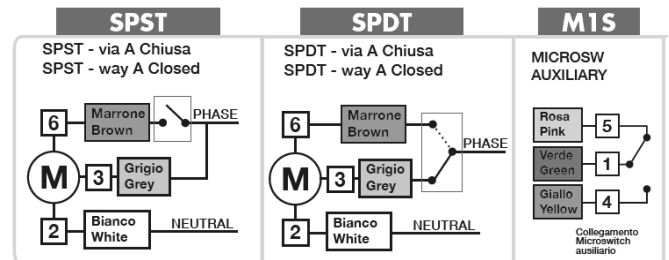 SPST
SPST - via A Chiusa
SPST - way A Closed
6
Marrone
Brown
PHASE
M
3
Grigio
Grey
2
Bianco
White
NEUTRAL
SPDT
SPDT - via A Chiusa
SPDT - way A Closed
6
Marrone
Brown
PHASE
M
3
Grigio
Grey
2
Bianco
White
NEUTRAL
M1S
MICROSW
AUXILIARY
Rosa
Pink
5
Verde
Green
1
Giallo
Yellow
4
Collegamento
Microswitch
ausiliario